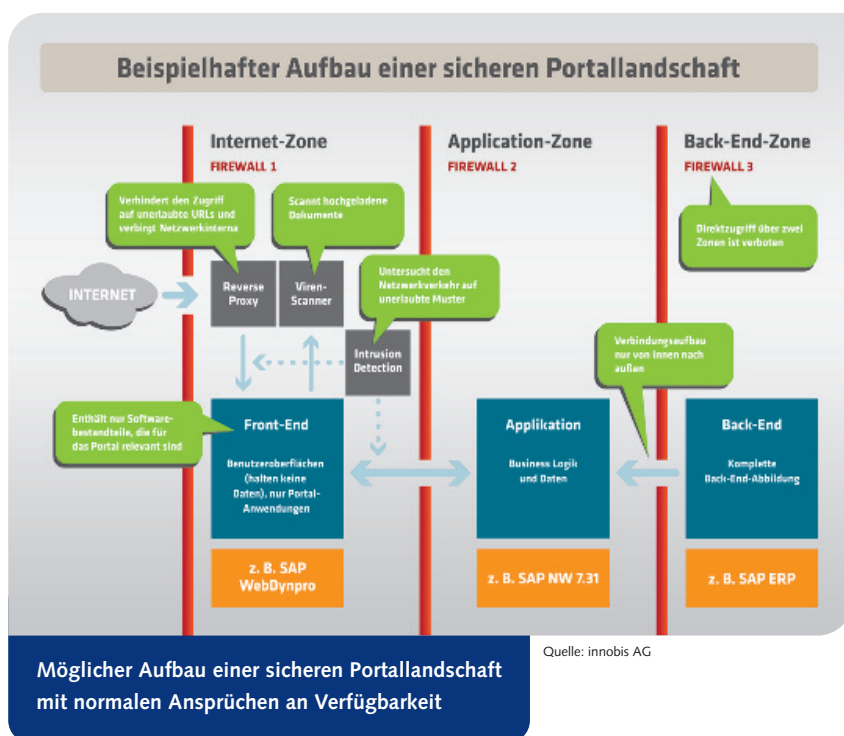 Beispielhafter Aufbau einer sicheren Portallandschaft
Internet-Zone
FIREWALL 1
Application-Zone
FIREWALL 2
Back-End-Zone
FIREWALL 3
Verhindert den Zugriff
auf unerlaubte URLs und
verbirgt Netzwerkinterna
Scannt hochgeladene
Dokumente
Direktzugriff über zwei
Zonen ist verboten
Untersucht den
Netzwerkverkehr auf
unerlaubte Muster
INTERNET
Reverse
Proxy
Viren-
Scanner
Intrusion
Detection
Verbindungsaufbau
nur von Innen nach
außen
Enthält nur Software-
bestandteile, die für
das Portal relevant sind
Front-End
Benutzeroberflächen
(halten keine
Daten), nur Portal-
Anwendungen
Applikation
Business Logik
und Daten
Back-End
Komplette
Back-End-Abbildung
z. B. SAP
WebDynpro
z. B. SAP NW 7.31
z. B. SAP ERP
Quelle: innobis AG
Möglicher Aufbau einer sicheren Portallandschaft
mit normalen Ansprüchen an Verfügbarkeit